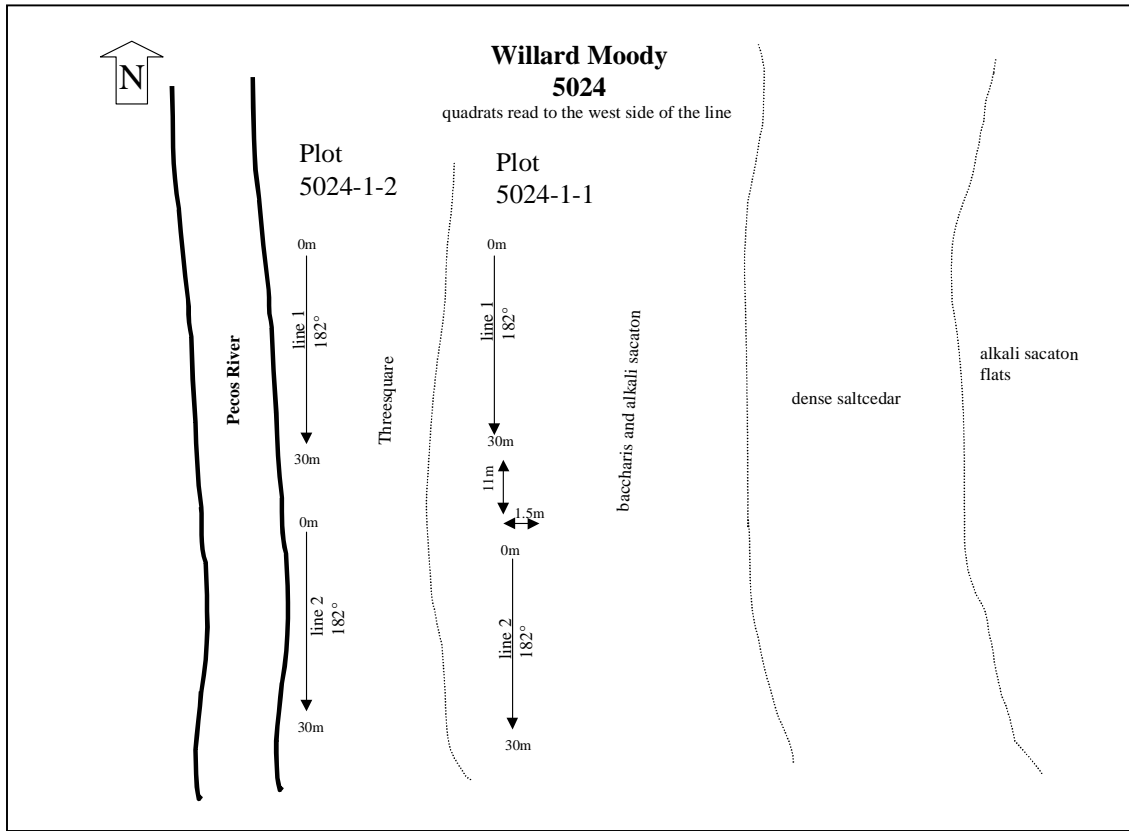 N
Willard Moody
5024
quadrats read to the west side of the line
Plot
5024-1-2
Plot
5024-1-1
0m
line 1
182°
30m
0m
line 2
182°
30m
0m
line 1
182°
30m
11m
1.5m
0m
line 2
182°
30m
Pecos River
Threesquare
baccharis and alkali sacaton
dense saltcedar
alkali sacaton
flats